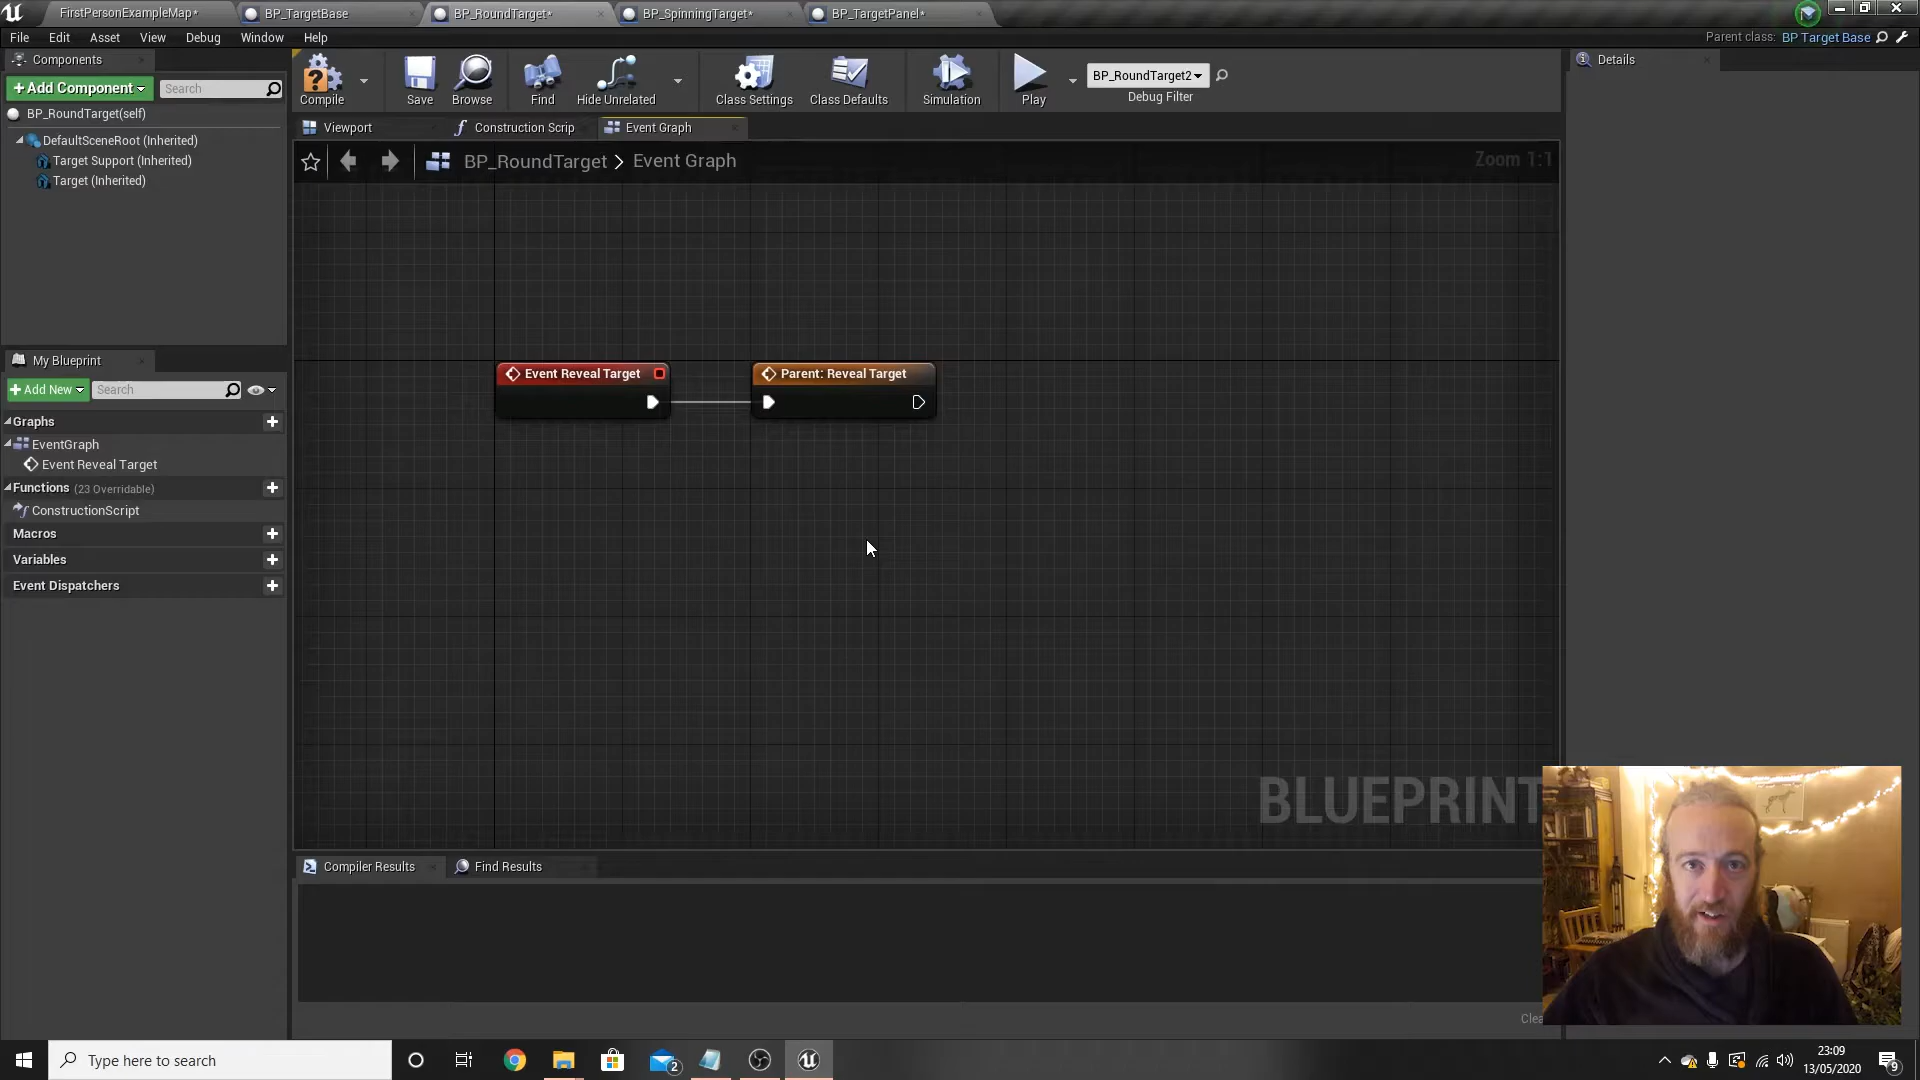 FirstPersonExampleMap*
BP_TargetBase
BP_RoundTarget*
BP_SpinningTarget*
BP_TargetPanel*
File Edit Asset View Debug Window Help
Parent class: BP Target Base
Components
+Add Component
Search
BP_RoundTarget(self)
DefaultSceneRoot (Inherited)
Target Support (Inherited)
Target (Inherited)
Compile
Save
Browse
Find
Hide Unrelated
Class Settings
Class Defaults
Simulation
Play
BP_RoundTarget2
Debug Filter
Details
Viewport
Construction Scrip
Event Graph
BP_RoundTarget > Event Graph
Zoom 1:1
Event Reveal Target
Parent: Reveal Target
BLUEPRINT
My Blueprint
+Add New
Search
Graphs
EventGraph
Event Reveal Target
Functions (23 Overridable)
ConstructionScript
Macros
Variables
Event Dispatchers
Compiler Results
Find Results
Clea
Type here to search
2
23:09
13/05/2020
9